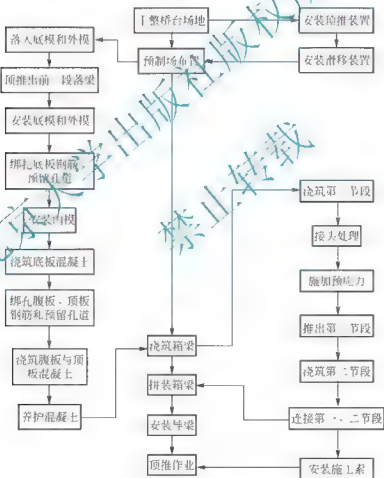 平整桥台场地
安装顶推装置
落入底模和外模
预制场布置
安装滑移装置
顶推出前一段落梁
安装底模和外模
绑扎底板钢筋、
预留孔道
安装内模
浇筑底板混凝土
绑扎腹板、顶板
钢筋和预留孔道
浇筑腹板与顶
板混凝土
养护混凝土
浇筑箱梁
拼装箱梁
安装导梁
顶推作业
浇筑第一节段
接头处理
施加预应力
推出第一节段
浇筑第二节段
连接第一、二节段
安装施工索
大学出版社版权
禁止转载